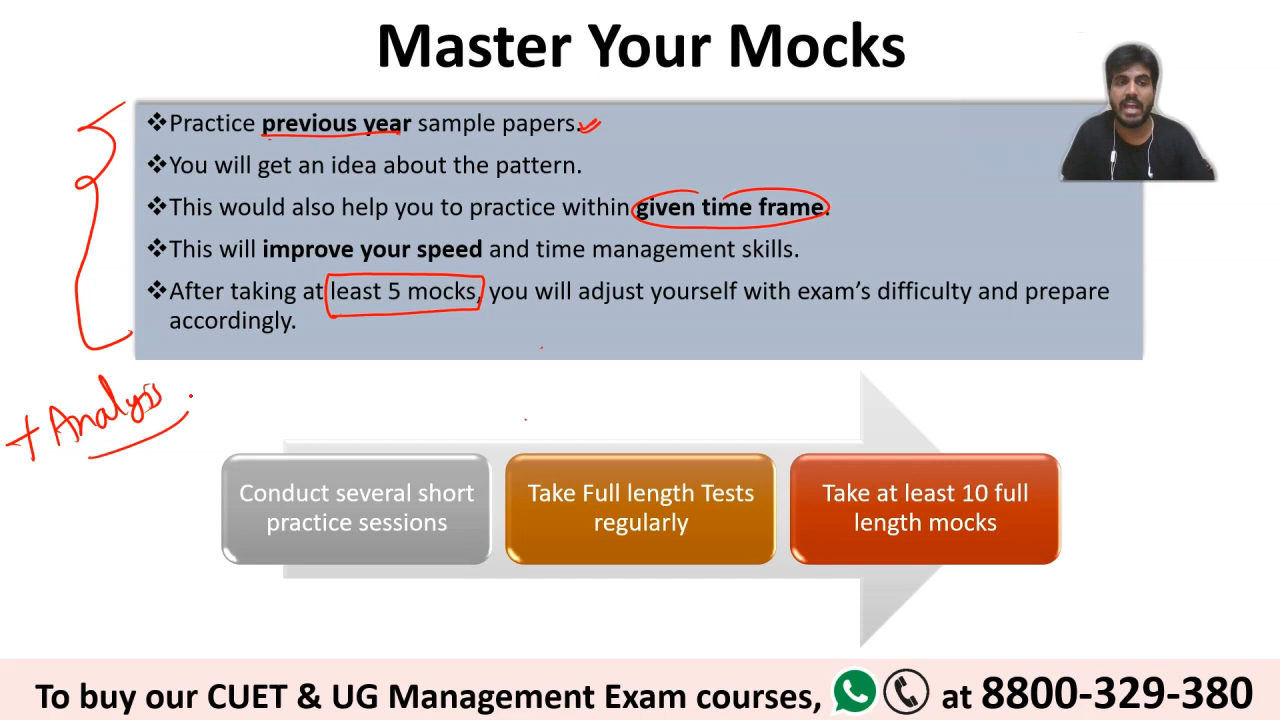 Master Your Mocks
❖Practice previous year sample papers.
❖You will get an idea about the pattern.
❖This would also help you to practice within given time frame.
❖This will improve your speed and time management skills.
❖After taking at least 5 mocks, you will adjust yourself with exam's difficulty and prepare
accordingly.
+ Analysis
Conduct several short
practice sessions
Take Full length Tests
regularly
Take at least 10 full
length mocks
To buy our CUET & UG Management Exam courses, at 8800-329-380